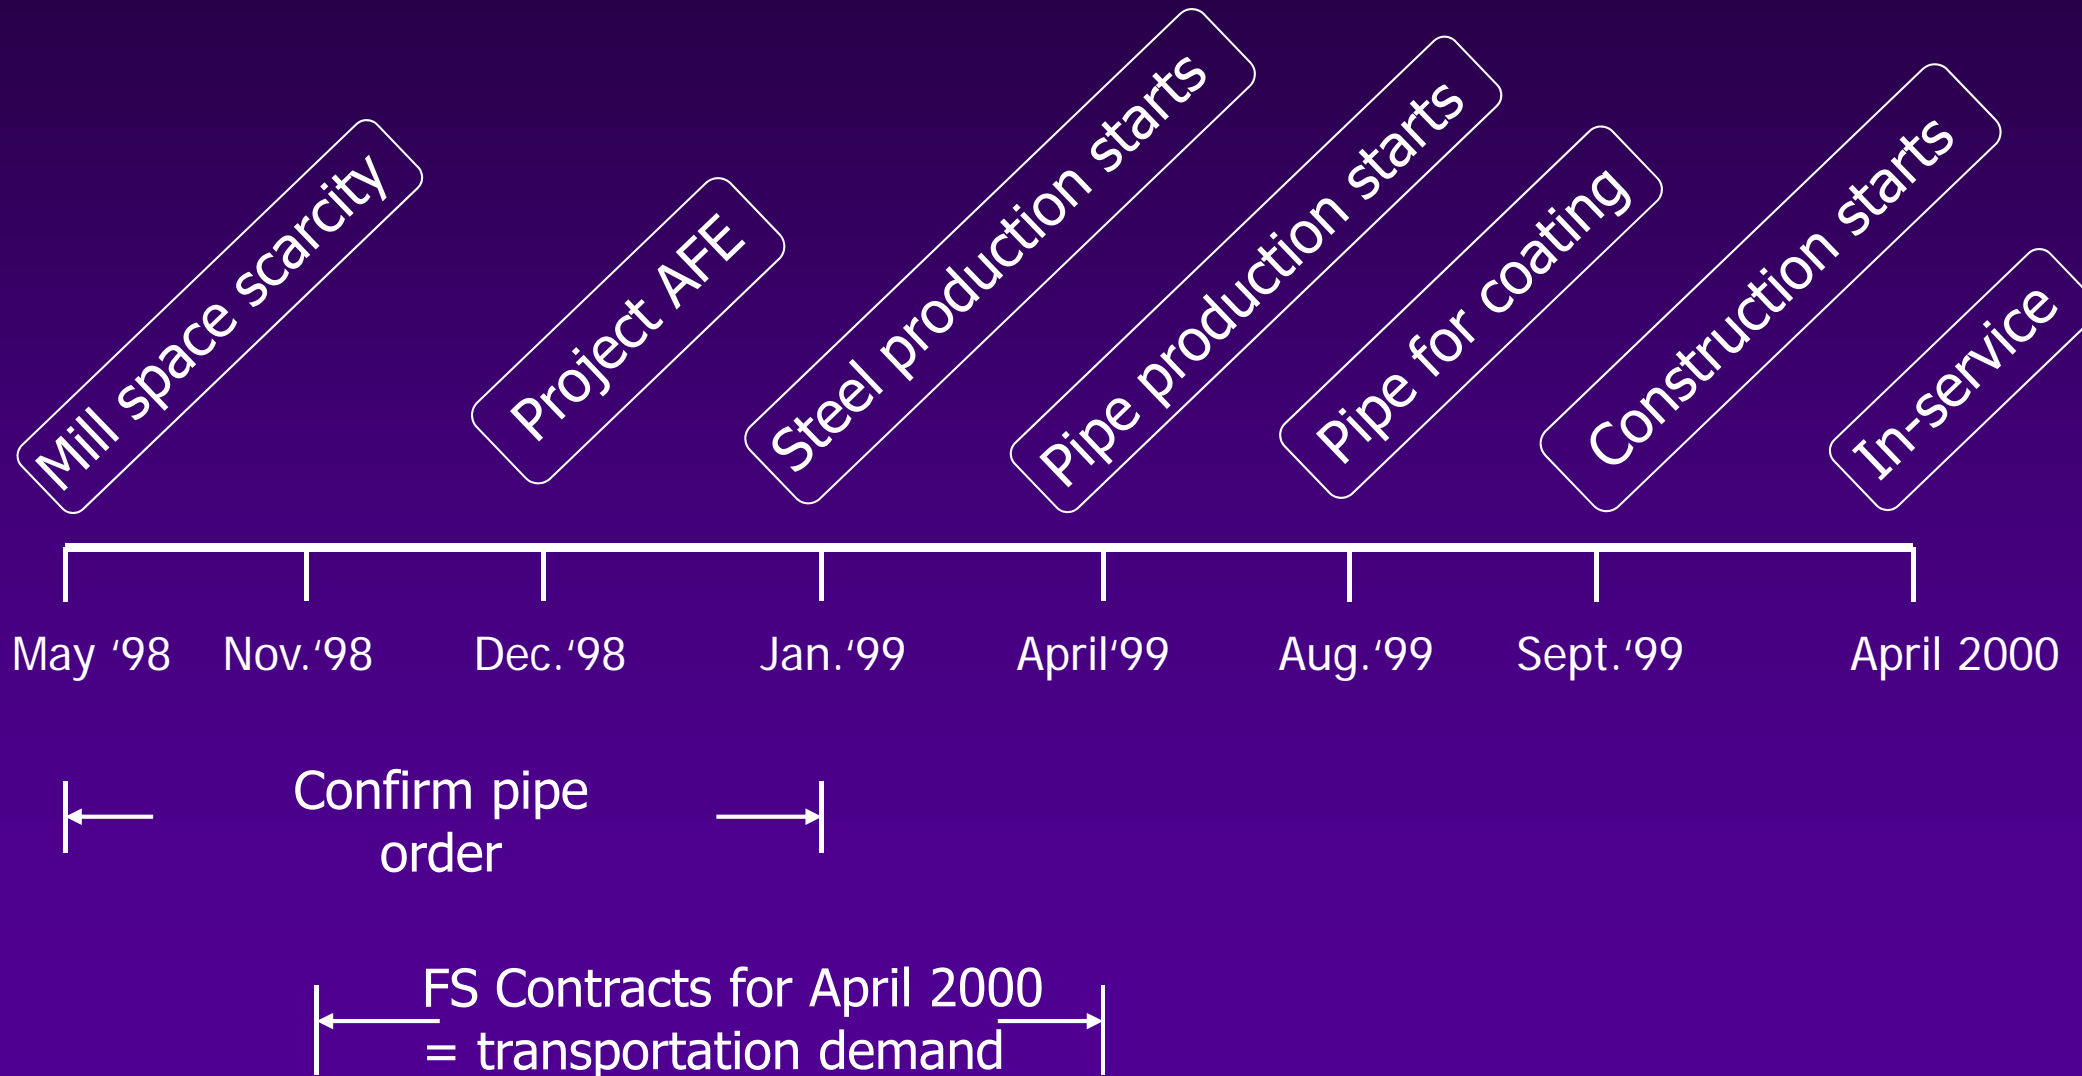 Mill space scarcity
Project AFE
Steel production starts
Pipe production starts
Pipe for coating
Construction starts
In-service
May ‘98
Nov.‘98
Dec.‘98
Jan.‘99
April‘99
Aug.‘99
Sept.‘99
April 2000
Confirm pipe
order
FS Contracts for April 2000
= transportation demand